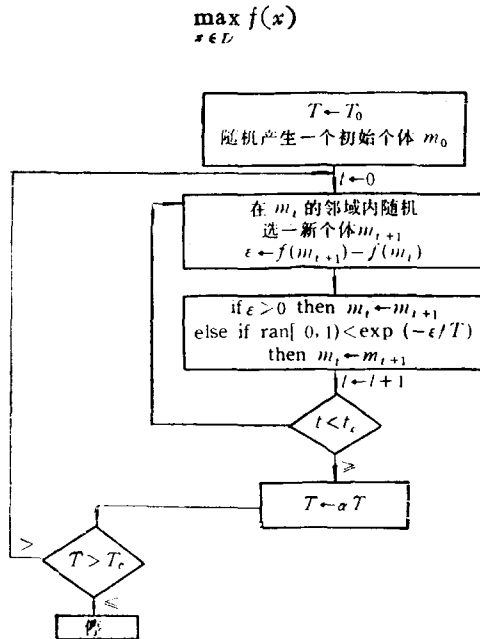 max f(x)
x∈D
T←T₀
随机产生一个初始个体 m₀
t←0
在 mₜ 的邻域内随机
选一新个体 mₜ₊₁
ε←f(mₜ₊₁)−f(mₜ)
if ε>0 then mₜ←mₜ₊₁
else if ran[0,1)<exp (−ε/T)
then mₜ←mₜ₊₁
t←t+1
t<t꜀
≥
T←αT
>
T>T꜀
≤
停